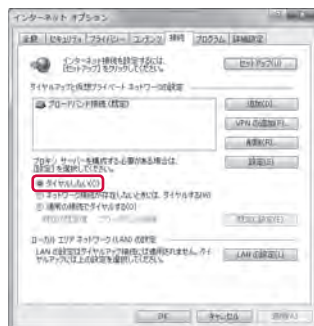 インターネット オプション
全般 セキュリティ プライバシー コンテンツ 接続 プログラム 詳細設定
インターネット接続を設定するには、
[セットアップ] をクリックしてください。
セットアップ(U)
ダイヤルアップと仮想プライベート ネットワークの設定
ブロードバンド接続 (既定)
追加(D)...
VPN の追加(P)...
削除(R)...
プロキシ サーバーを構成する必要がある場合は、
[設定] を選択してください。
設定(S)
ダイヤルしない(C)
ネットワーク接続が存在しないときには、ダイヤルする(W)
通常の接続でダイヤルする(O)
既定に設定(E)
ローカル エリア ネットワーク (LAN) の設定
LAN の設定はダイヤルアップ接続には適用されません。ダイ
ヤルアップには上の設定を選択してください。
LAN の設定(L)
OK キャンセル 適用(A)